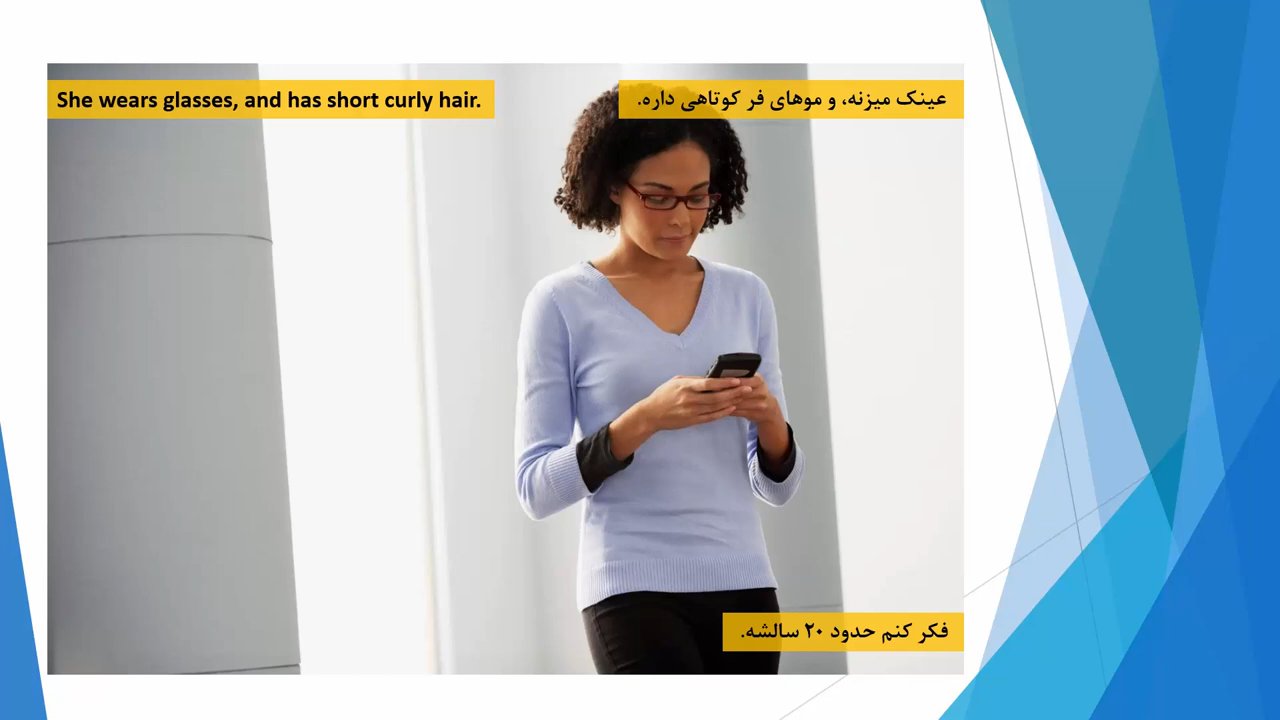 She wears glasses, and has short curly hair.
عینک میزنه، و موهای فر کوتاهی داره.
فکر کنم حدود ۲۰ سالشه.